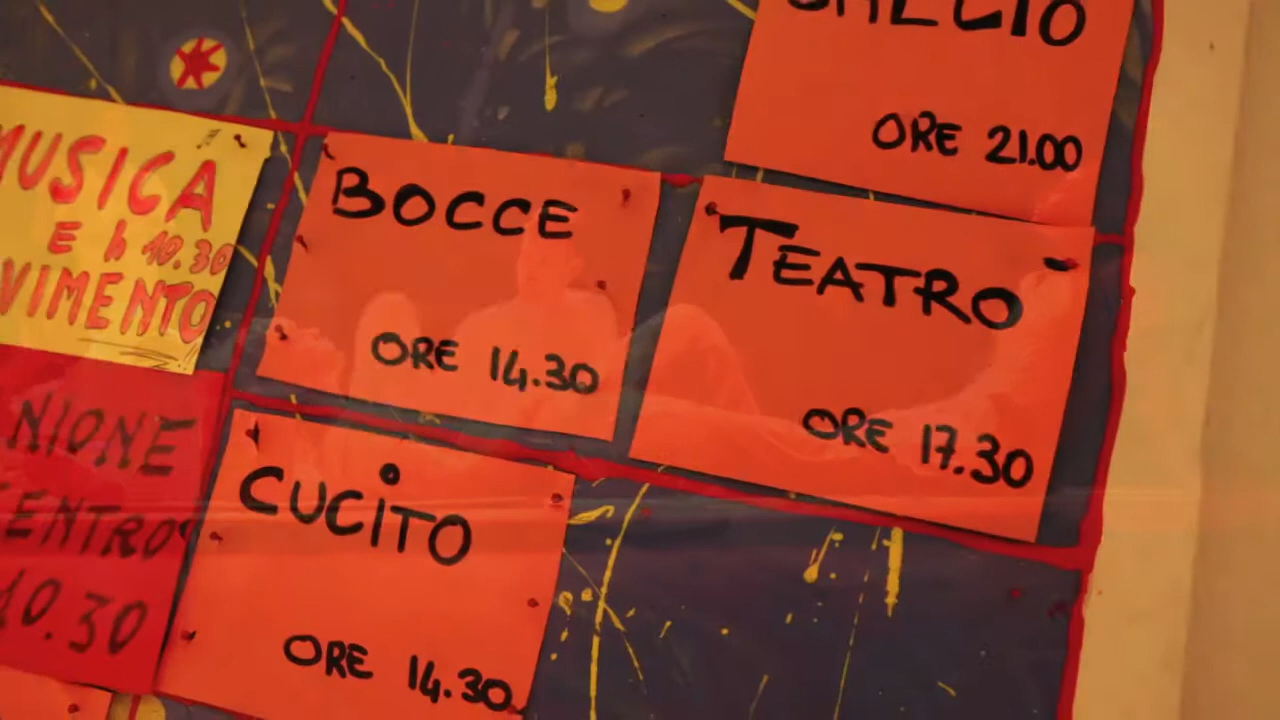 ORE 21.00
MUSICA
E h 10.30
VIMENTO
BOCCE
ORE 14.30
TEATRO
ORE 17.30
NIONE
ENTRO
10.30
CUCITO
ORE 14.30